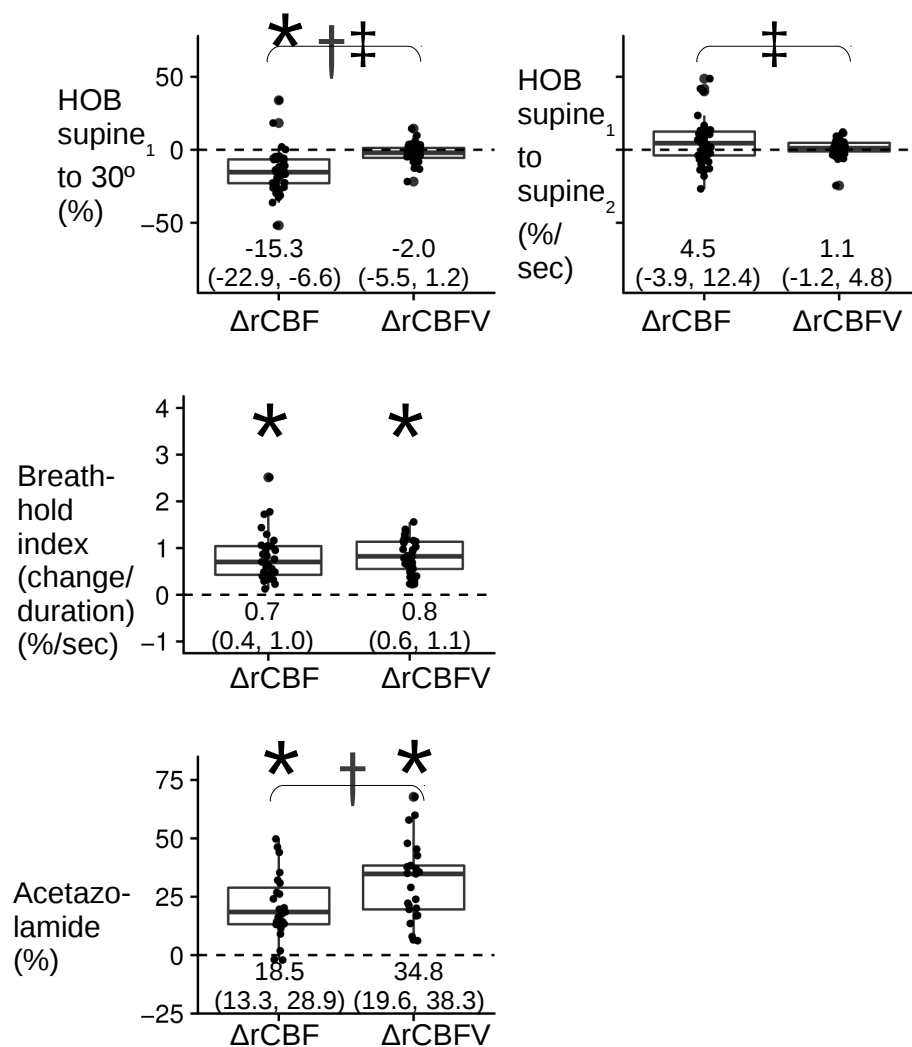 * † ‡
HOB
supine1
to 30º
(%)
50
0
−50
-15.3
(-22.9, -6.6)
-2.0
(-5.5, 1.2)
ΔrCBF
ΔrCBFV
‡
HOB
supine1
to
supine2
(%/
sec)
4.5
(-3.9, 12.4)
1.1
(-1.2, 4.8)
ΔrCBF
ΔrCBFV
* *
Breath-
hold
index
(change/
duration)
(%/sec)
4
3
2
1
0
−1
0.7
(0.4, 1.0)
0.8
(0.6, 1.1)
ΔrCBF
ΔrCBFV
* † *
Acetazo-
lamide
(%)
75
50
25
0
−25
18.5
(13.3, 28.9)
34.8
(19.6, 38.3)
ΔrCBF
ΔrCBFV